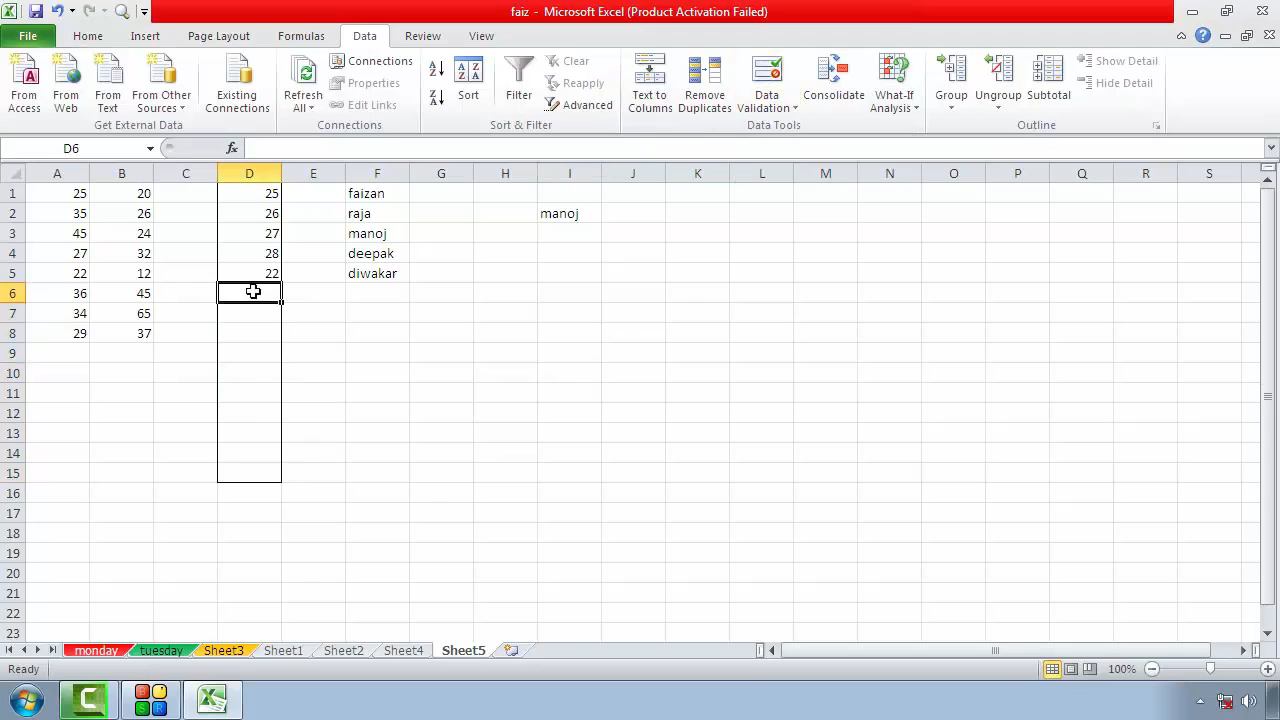 faiz - Microsoft Excel (Product Activation Failed)
File Home Insert Page Layout Formulas Data Review View
From Access
From Web
From Text
From Other Sources
Existing Connections
Get External Data
Refresh All
Connections
Properties
Edit Links
Connections
Sort
Filter
Clear
Reapply
Advanced
Sort & Filter
Text to Columns
Remove Duplicates
Data Validation
Consolidate
What-If Analysis
Data Tools
Group
Ungroup
Subtotal
Show Detail
Hide Detail
Outline
D6 fx
A B C D E F G H I J K L M N O P Q R S
1 25 20 25 faizan
2 35 26 26 raja manoj
3 45 24 27 manoj
4 27 32 28 deepak
5 22 12 22 diwakar
6 36 45
7 34 65
8 29 37
9
10
11
12
13
14
15
16
17
18
19
20
21
22
23
monday tuesday Sheet3 Sheet1 Sheet2 Sheet4 Sheet5
Ready 100%